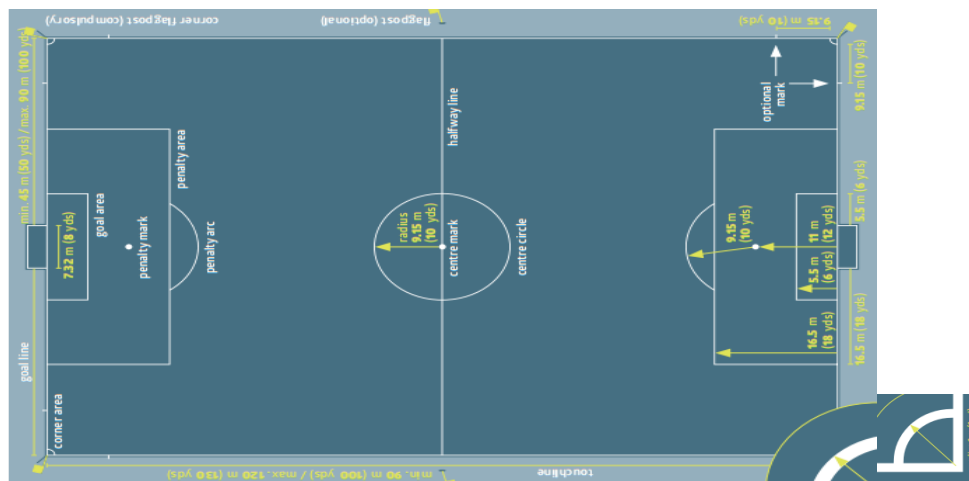 corner flagpost (compulsory)
flagpost (optional)
9.15 m (10 yds)
min. 45 m (50 yds) / max. 90 m (100 yds)
optional
mark
9.15 m (10 yds)
halfway line
penalty area
goal area
penalty mark
penalty arc
7.32 m (8 yds)
radius
9.15 m
(10 yds)
centre mark
centre circle
9.15 m
(10 yds)
11 m
(12 yds)
5.5 m (6 yds)
5.5 m
(6 yds)
16.5 m
(18 yds)
16.5 m (18 yds)
goal line
corner area
min. 90 m (100 yds) / max. 120 m (130 yds)
touchline